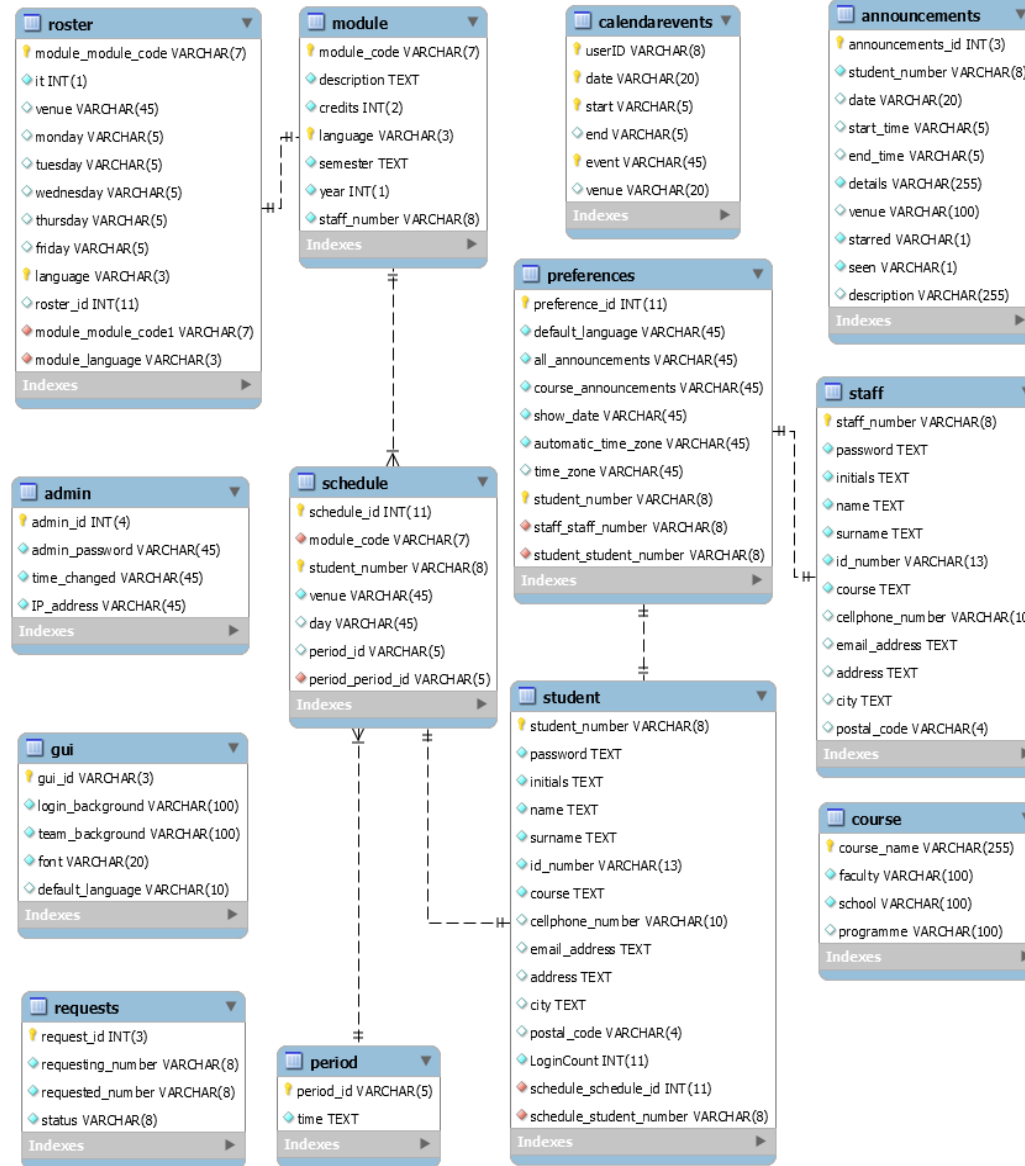 roster
module_module_code VARCHAR(7)
it INT(1)
venue VARCHAR(45)
monday VARCHAR(5)
tuesday VARCHAR(5)
wednesday VARCHAR(5)
thursday VARCHAR(5)
friday VARCHAR(5)
language VARCHAR(3)
roster_id INT(11)
module_module_code1 VARCHAR(7)
module_language VARCHAR(3)
Indexes
module
module_code VARCHAR(7)
description TEXT
credits INT(2)
language VARCHAR(3)
semester TEXT
year INT(1)
staff_number VARCHAR(8)
Indexes
calendarevents
userID VARCHAR(8)
date VARCHAR(20)
start VARCHAR(5)
end VARCHAR(5)
event VARCHAR(45)
venue VARCHAR(20)
Indexes
announcements
announcements_id INT(3)
student_number VARCHAR(8)
date VARCHAR(20)
start_time VARCHAR(5)
end_time VARCHAR(5)
details VARCHAR(255)
venue VARCHAR(100)
starred VARCHAR(1)
seen VARCHAR(1)
description VARCHAR(255)
Indexes
preferences
preference_id INT(11)
default_language VARCHAR(45)
all_announcements VARCHAR(45)
course_announcements VARCHAR(45)
show_date VARCHAR(45)
automatic_time_zone VARCHAR(45)
time_zone VARCHAR(45)
student_number VARCHAR(8)
staff_staff_number VARCHAR(8)
student_student_number VARCHAR(8)
Indexes
staff
staff_number VARCHAR(8)
password TEXT
initials TEXT
name TEXT
surname TEXT
id_number VARCHAR(13)
course TEXT
cellphone_number VARCHAR(10
email_address TEXT
address TEXT
city TEXT
postal_code VARCHAR(4)
Indexes
admin
admin_id INT(4)
admin_password VARCHAR(45)
time_changed VARCHAR(45)
IP_address VARCHAR(45)
Indexes
schedule
schedule_id INT(11)
module_code VARCHAR(7)
student_number VARCHAR(8)
venue VARCHAR(45)
day VARCHAR(45)
period_id VARCHAR(5)
period_period_id VARCHAR(5)
Indexes
student
student_number VARCHAR(8)
password TEXT
initials TEXT
name TEXT
surname TEXT
id_number VARCHAR(13)
course TEXT
cellphone_number VARCHAR(10)
email_address TEXT
address TEXT
city TEXT
postal_code VARCHAR(4)
LoginCount INT(11)
schedule_schedule_id INT(11)
schedule_student_number VARCHAR(8)
Indexes
gui
gui_id VARCHAR(3)
login_background VARCHAR(100)
team_background VARCHAR(100)
font VARCHAR(20)
default_language VARCHAR(10)
Indexes
course
course_name VARCHAR(255)
faculty VARCHAR(100)
school VARCHAR(100)
programme VARCHAR(100)
Indexes
requests
request_id INT(3)
requesting_number VARCHAR(8)
requested_number VARCHAR(8)
status VARCHAR(8)
Indexes
period
period_id VARCHAR(5)
time TEXT
Indexes